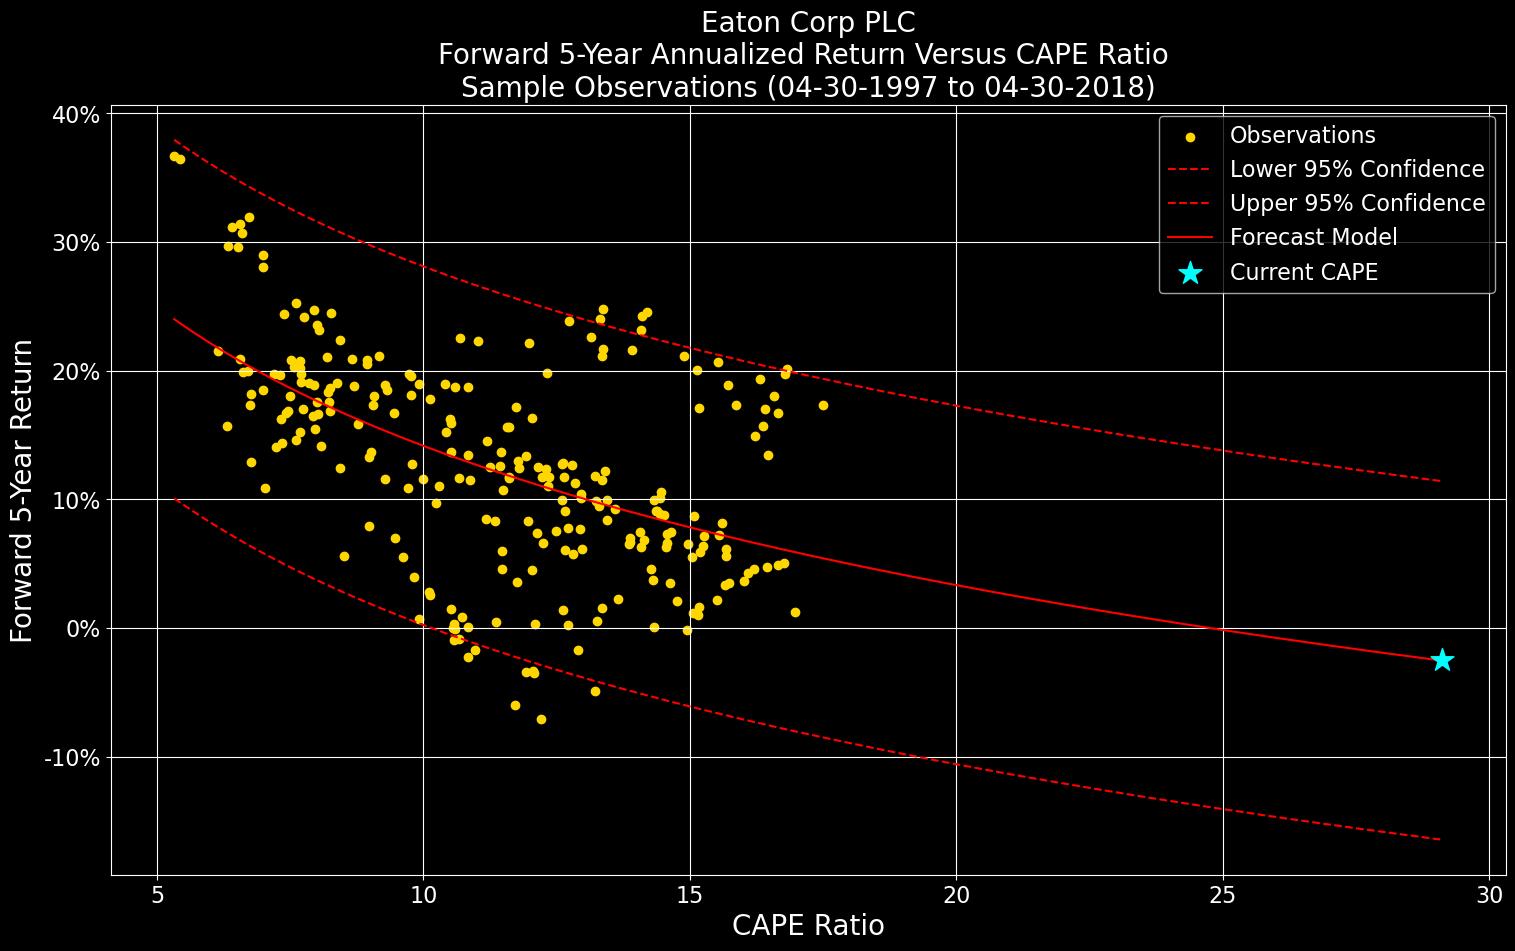 Eaton Corp PLC
Forward 5-Year Annualized Return Versus CAPE Ratio
Sample Observations (04-30-1997 to 04-30-2018)
Observations
Lower 95% Confidence
Upper 95% Confidence
Forecast Model
Current CAPE
Forward 5-Year Return
40%
30%
20%
10%
0%
-10%
5
10
15
20
25
30
CAPE Ratio